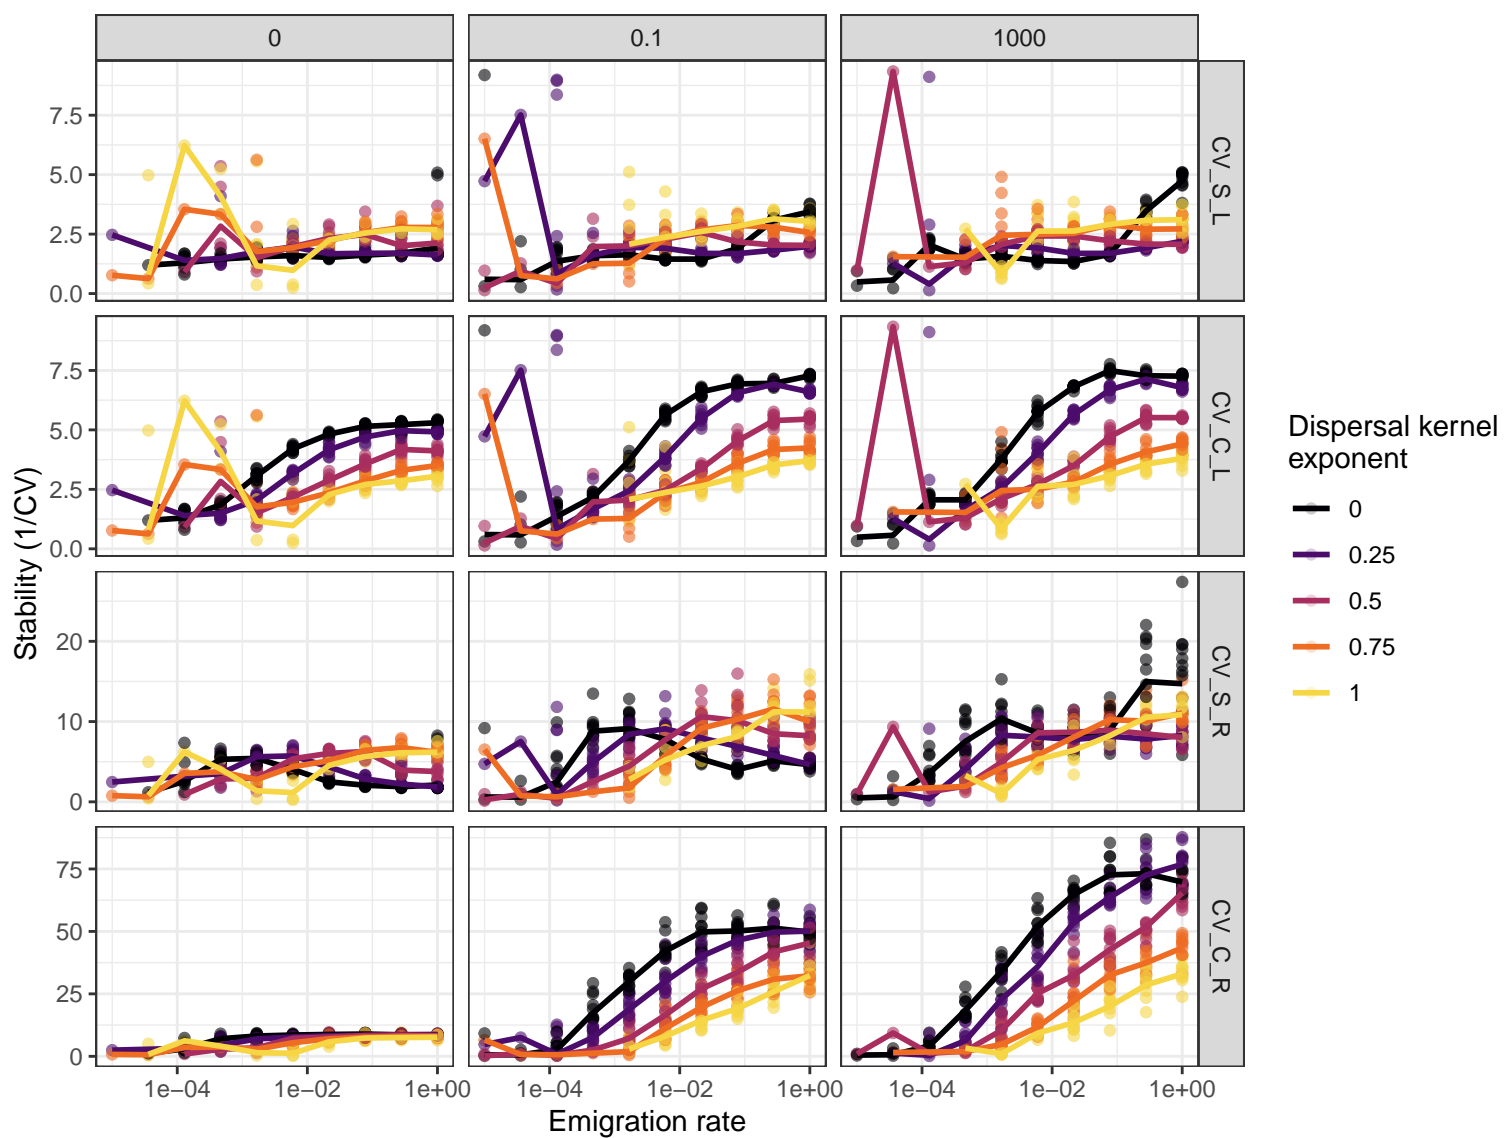 0 0.1 1000
7.5
5.0
2.5
0.0
CV_S_L
7.5
5.0
2.5
0.0
CV_C_L
20
10
0
CV_S_R
75
50
25
0
CV_C_R
1e−04 1e−02 1e+00 1e−04 1e−02 1e+00 1e−04 1e−02 1e+00
Emigration rate
Stability (1/CV)
Dispersal kernel
exponent
0
0.25
0.5
0.75
1